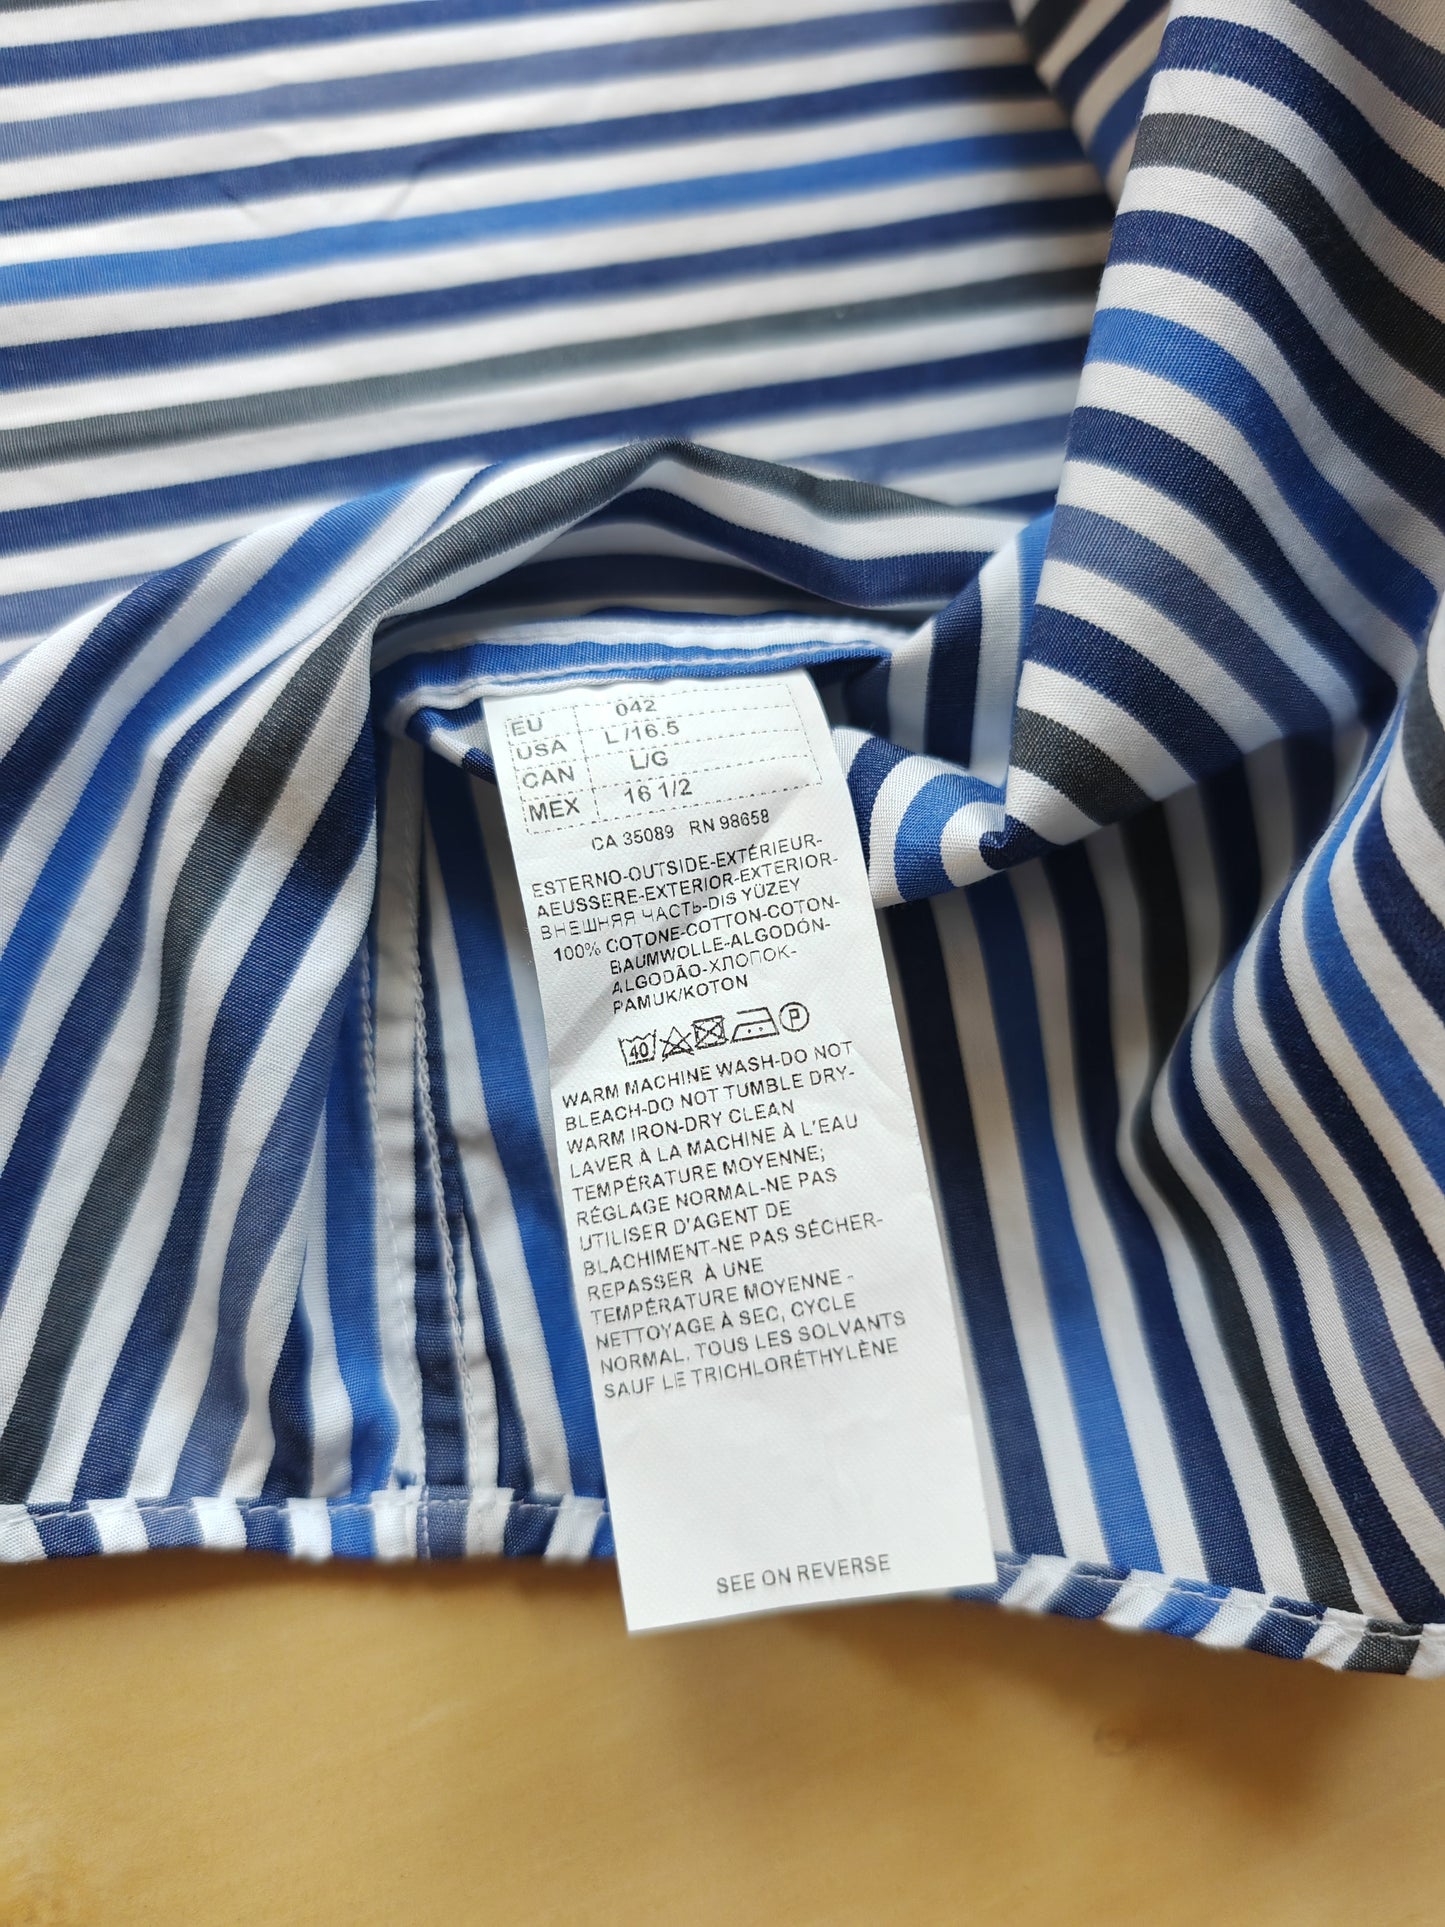 EU 042
USA L/16.5
CAN L/G
MEX 16 1/2
CA 35089 RN 98658
ESTERNO-OUTSIDE-EXTÉRIEUR-
AEUSSERE-EXTERIOR-EXTERIOR-
ВНЕШНЯЯ ЧАСТЬ-DIS YÜZEY
100% COTONE-COTTON-COTON-
BAUMWOLLE-ALGODÓN-
ALGODÃO-ХЛОПОК-
PAMUK/KOTON
40 P
WARM MACHINE WASH-DO NOT
BLEACH-DO NOT TUMBLE DRY-
WARM IRON-DRY CLEAN
LAVER À LA MACHINE À L'EAU
TEMPÉRATURE MOYENNE;
RÉGLAGE NORMAL-NE PAS
UTILISER D'AGENT DE
BLACHIMENT-NE PAS SÉCHER-
REPASSER À UNE
TEMPÉRATURE MOYENNE -
NETTOYAGE À SEC, CYCLE
NORMAL, TOUS LES SOLVANTS
SAUF LE TRICHLORÉTHYLÈNE
SEE ON REVERSE